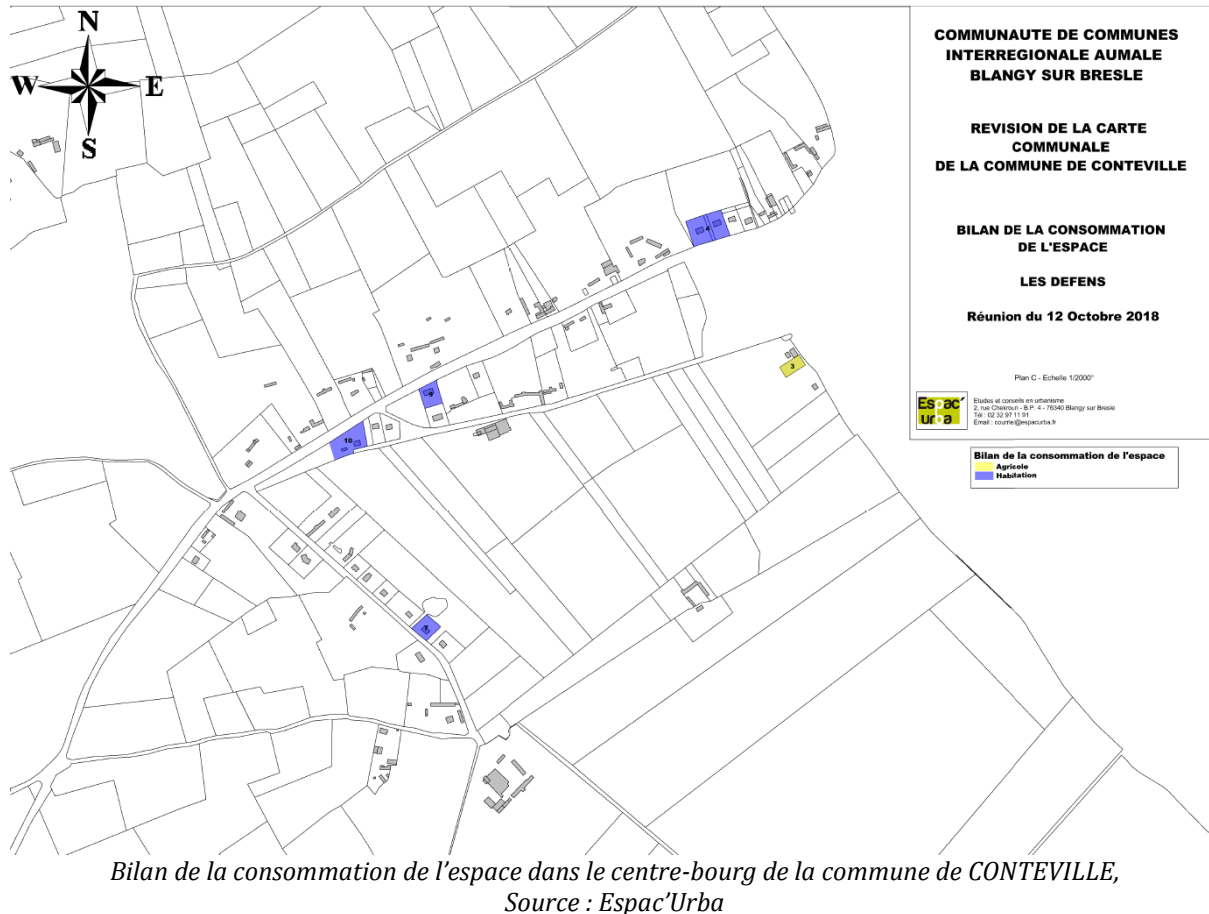 N
W E
S
COMMUNAUTE DE COMMUNES
INTERREGIONALE AUMALE
BLANGY SUR BRESLE
REVISION DE LA CARTE
COMMUNALE
DE LA COMMUNE DE CONTEVILLE
BILAN DE LA CONSOMMATION
DE L'ESPACE
LES DEFENS
Réunion du 12 Octobre 2018
Plan C - Echelle 1/2000°
Espac'
urba
Etudes et conseils en urbanisme
2, rue Chekroun - B.P. 4 - 76340 Blangy sur Bresle
Tél : 02 32 97 11 91
Email : courrie@espacurba.fr
Bilan de la consommation de l'espace
Agricole
Habitation
4
3
9
10
Bilan de la consommation de l'espace dans le centre-bourg de la commune de CONTEVILLE,
Source : Espac'Urba